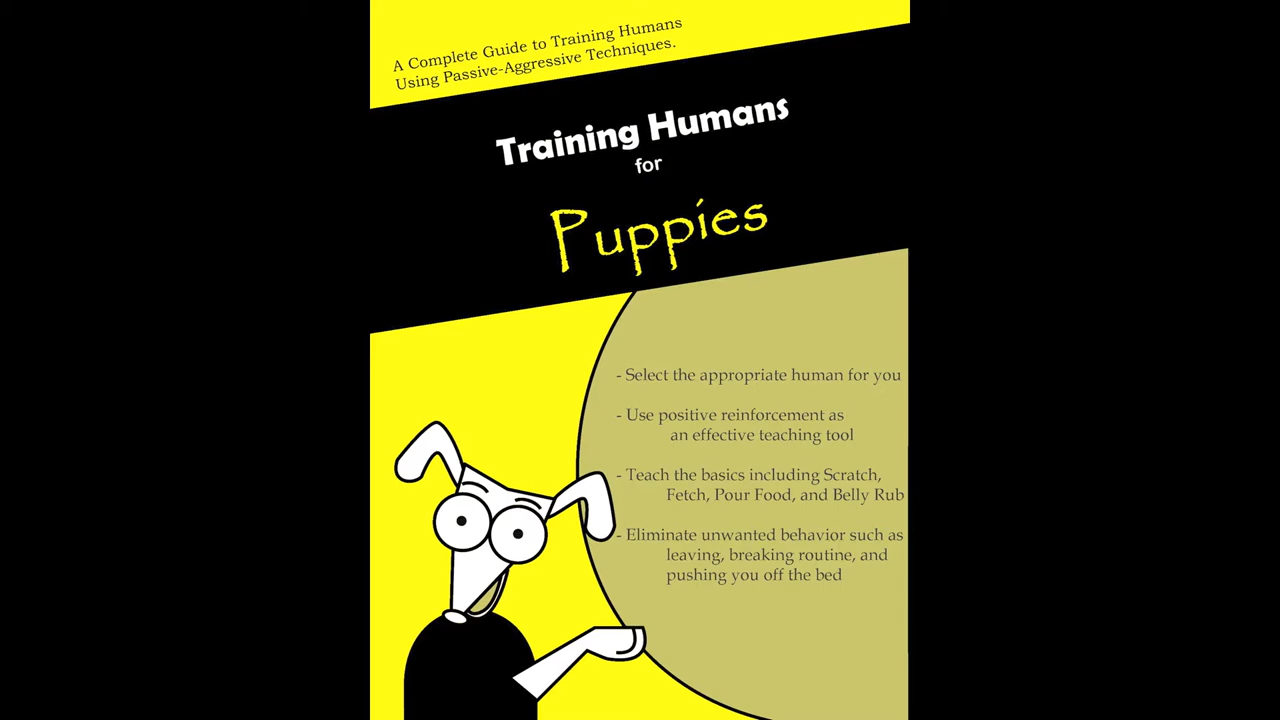 A Complete Guide to Training Humans
Using Passive-Aggressive Techniques.
Training Humans
for
Puppies
- Select the appropriate human for you
- Use positive reinforcement as
an effective teaching tool
- Teach the basics including Scratch,
Fetch, Pour Food, and Belly Rub
- Eliminate unwanted behavior such as
leaving, breaking routine, and
pushing you off the bed